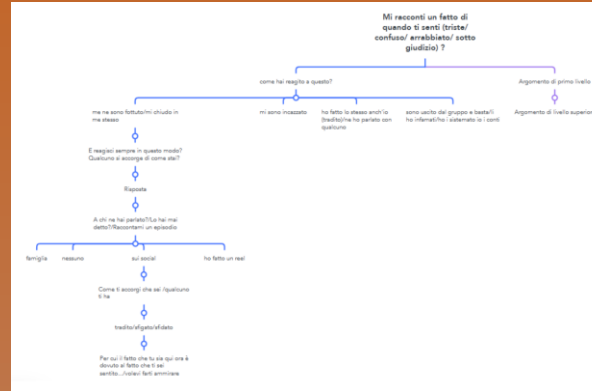 Mi racconti un fatto di
quando ti senti (triste/
confuso/ arrabbiato/ sotto
giudizio) ?
come hai reagito a questo?
Argomento di primo livello
me ne sono fottuto/mi chiudo in
me stesso
mi sono incazzato
ho fatto lo stesso anch'io
(tradito)/ne ho parlato con
qualcuno
sono uscito dal gruppo e basta/li
ho infamati/ho i sistemato io i conti
Argomento di livello superior
E reagisci sempre in questo modo?
Qualcuno si accorge di come stai?
Risposta
A chi ne hai parlato?/Lo hai mai
detto?/Raccontami un episodio
famiglia
nessuno
sui social
ho fatto un reel
Come ti accorgi che sei /qualcuno
ti ha
tradito/sfigato/sfidato
Per cui il fatto che tu sia qui ora è
dovuto al fatto che ti sei
sentito.../volevi farti ammirare